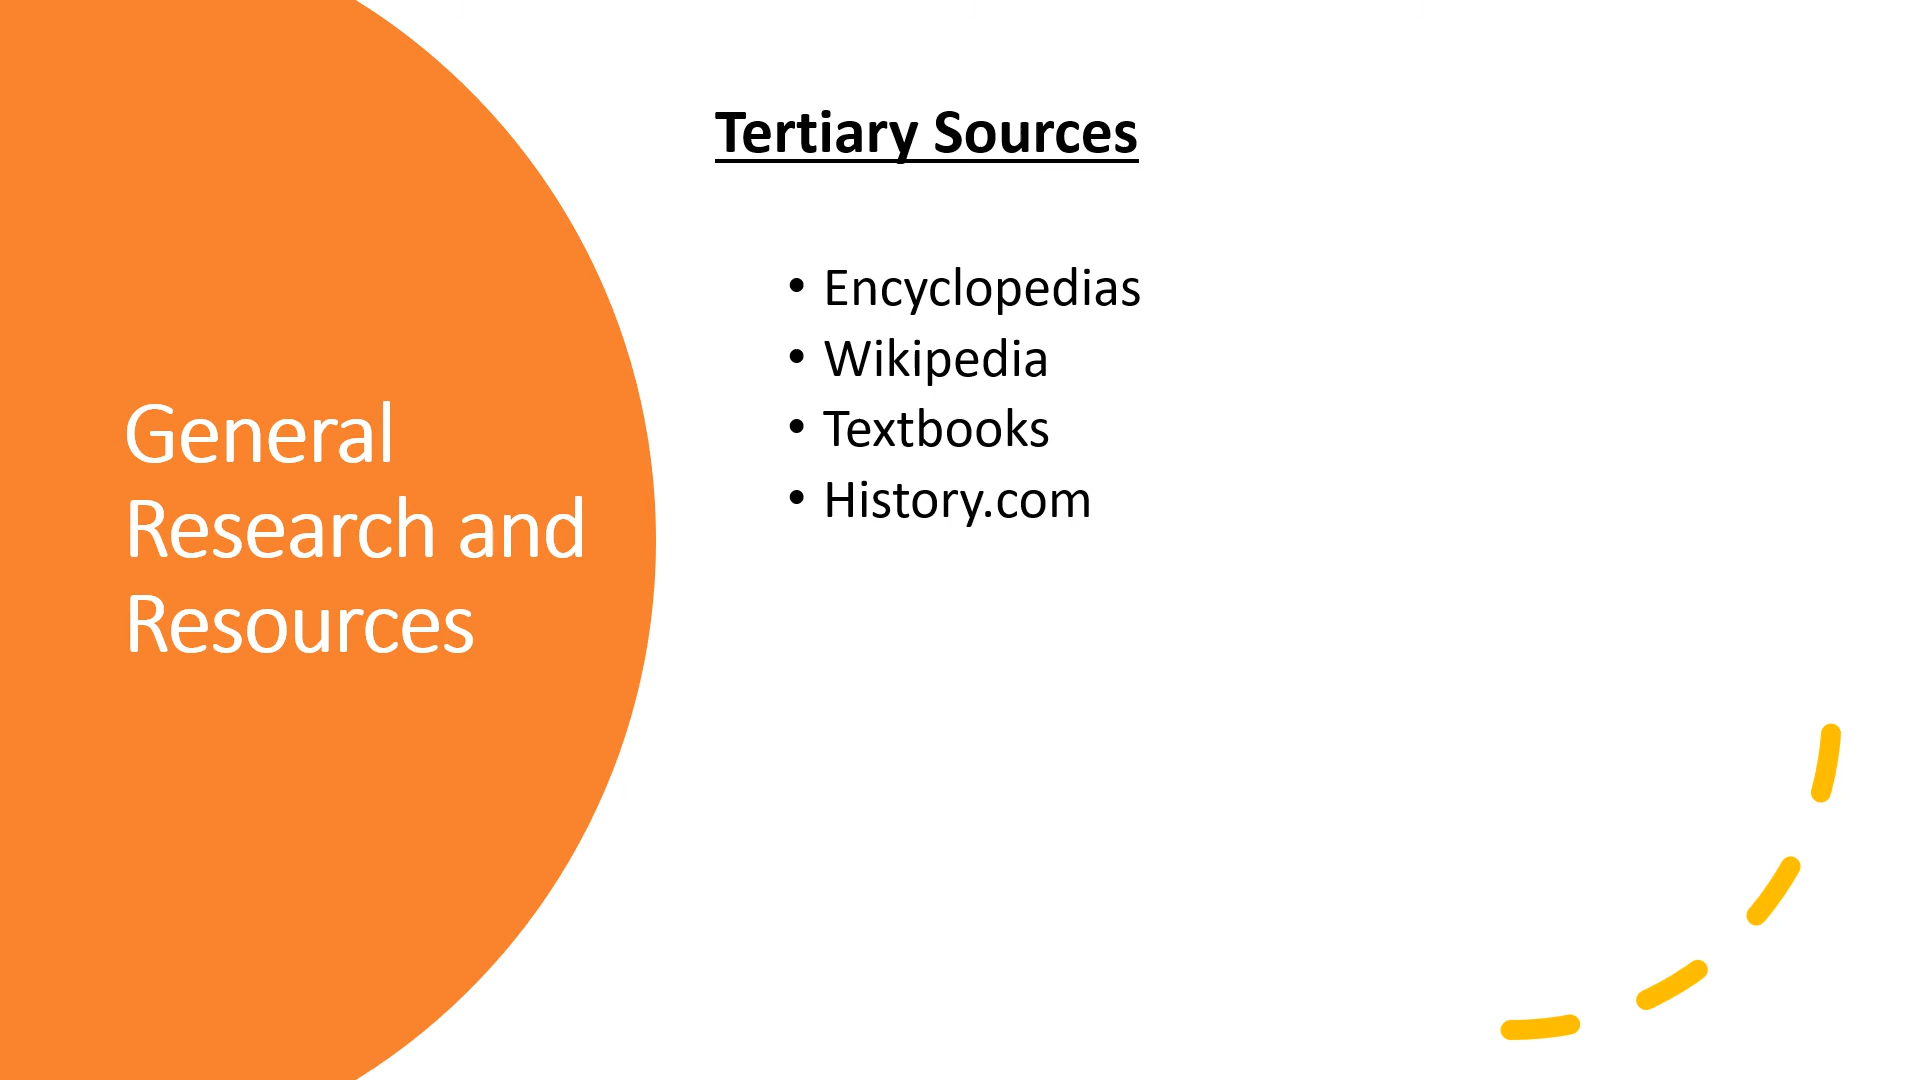 General
Research and
Resources
Tertiary Sources
• Encyclopedias
• Wikipedia
• Textbooks
• History.com